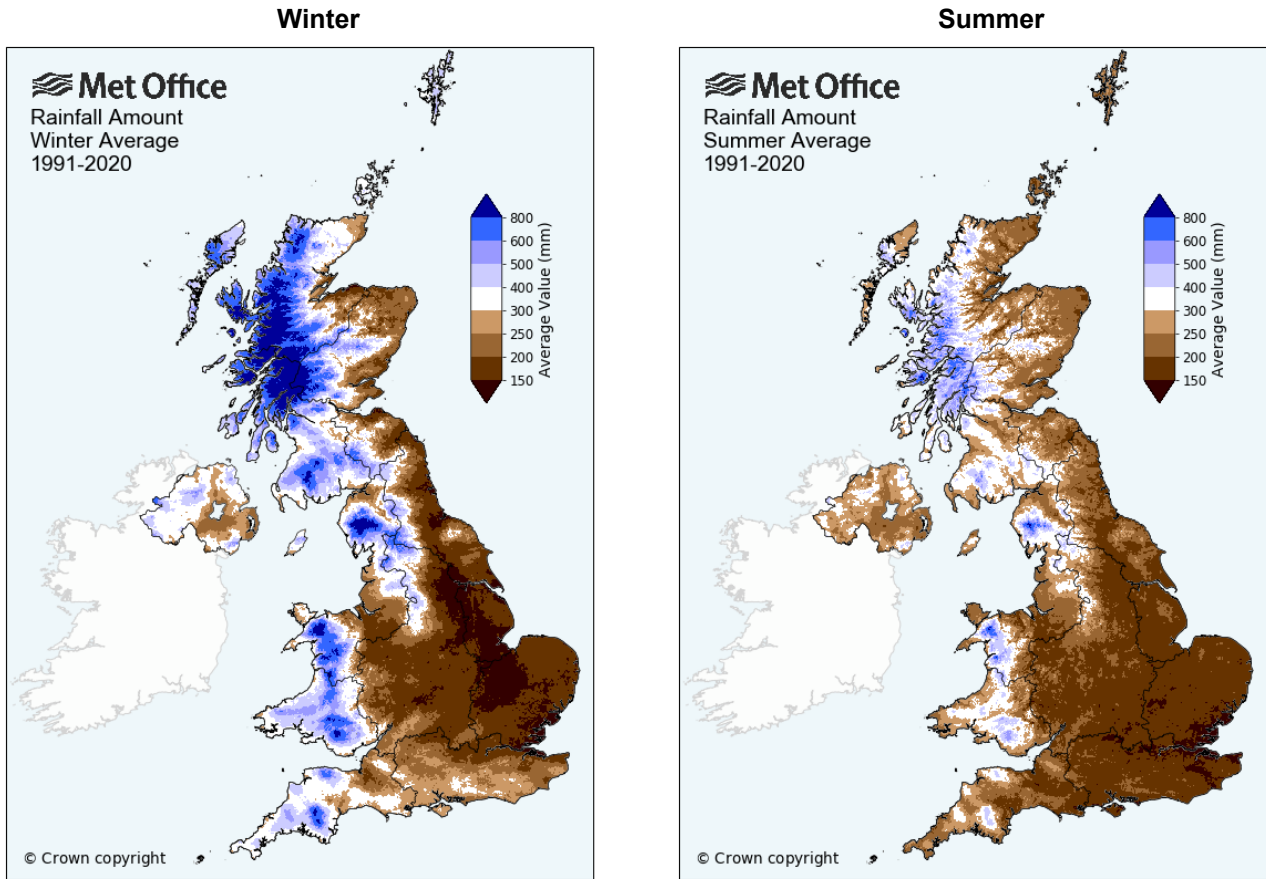 Winter
Met Office
Rainfall Amount
Winter Average
1991-2020
800
600
500
400
300
250
200
150
Average Value (mm)
© Crown copyright
Summer
Met Office
Rainfall Amount
Summer Average
1991-2020
800
600
500
400
300
250
200
150
Average Value (mm)
© Crown copyright